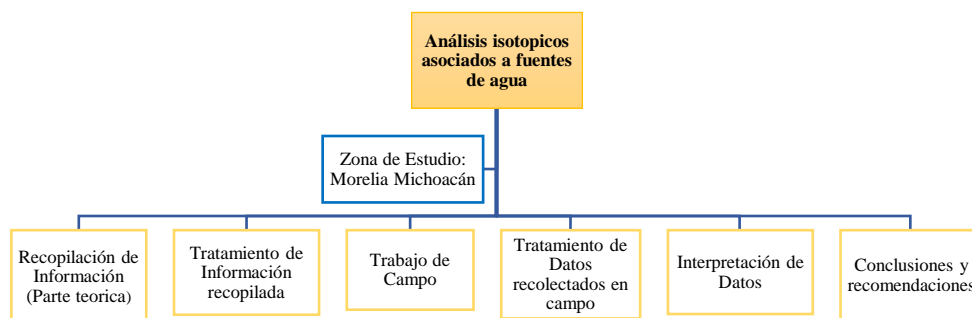 Análisis isotopicos
asociados a fuentes
de agua
Zona de Estudio:
Morelia Michoacán
Recopilación de
Información
(Parte teorica)
Tratamiento de
Información
recopilada
Trabajo de
Campo
Tratamiento de
Datos
recolectados en
campo
Interpretación de
Datos
Conclusiones y
recomendaciones